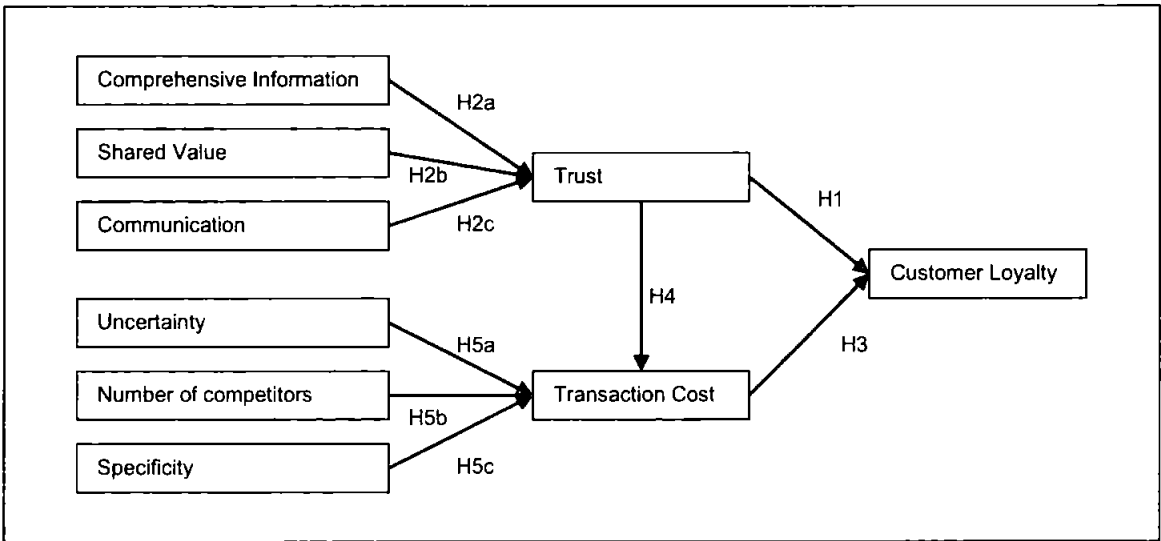 Comprehensive Information
H2a
Shared Value
H2b
Communication
H2c
Trust
H1
Customer Loyalty
H4
H3
Uncertainty
H5a
Number of competitors
H5b
Transaction Cost
Specificity
H5c